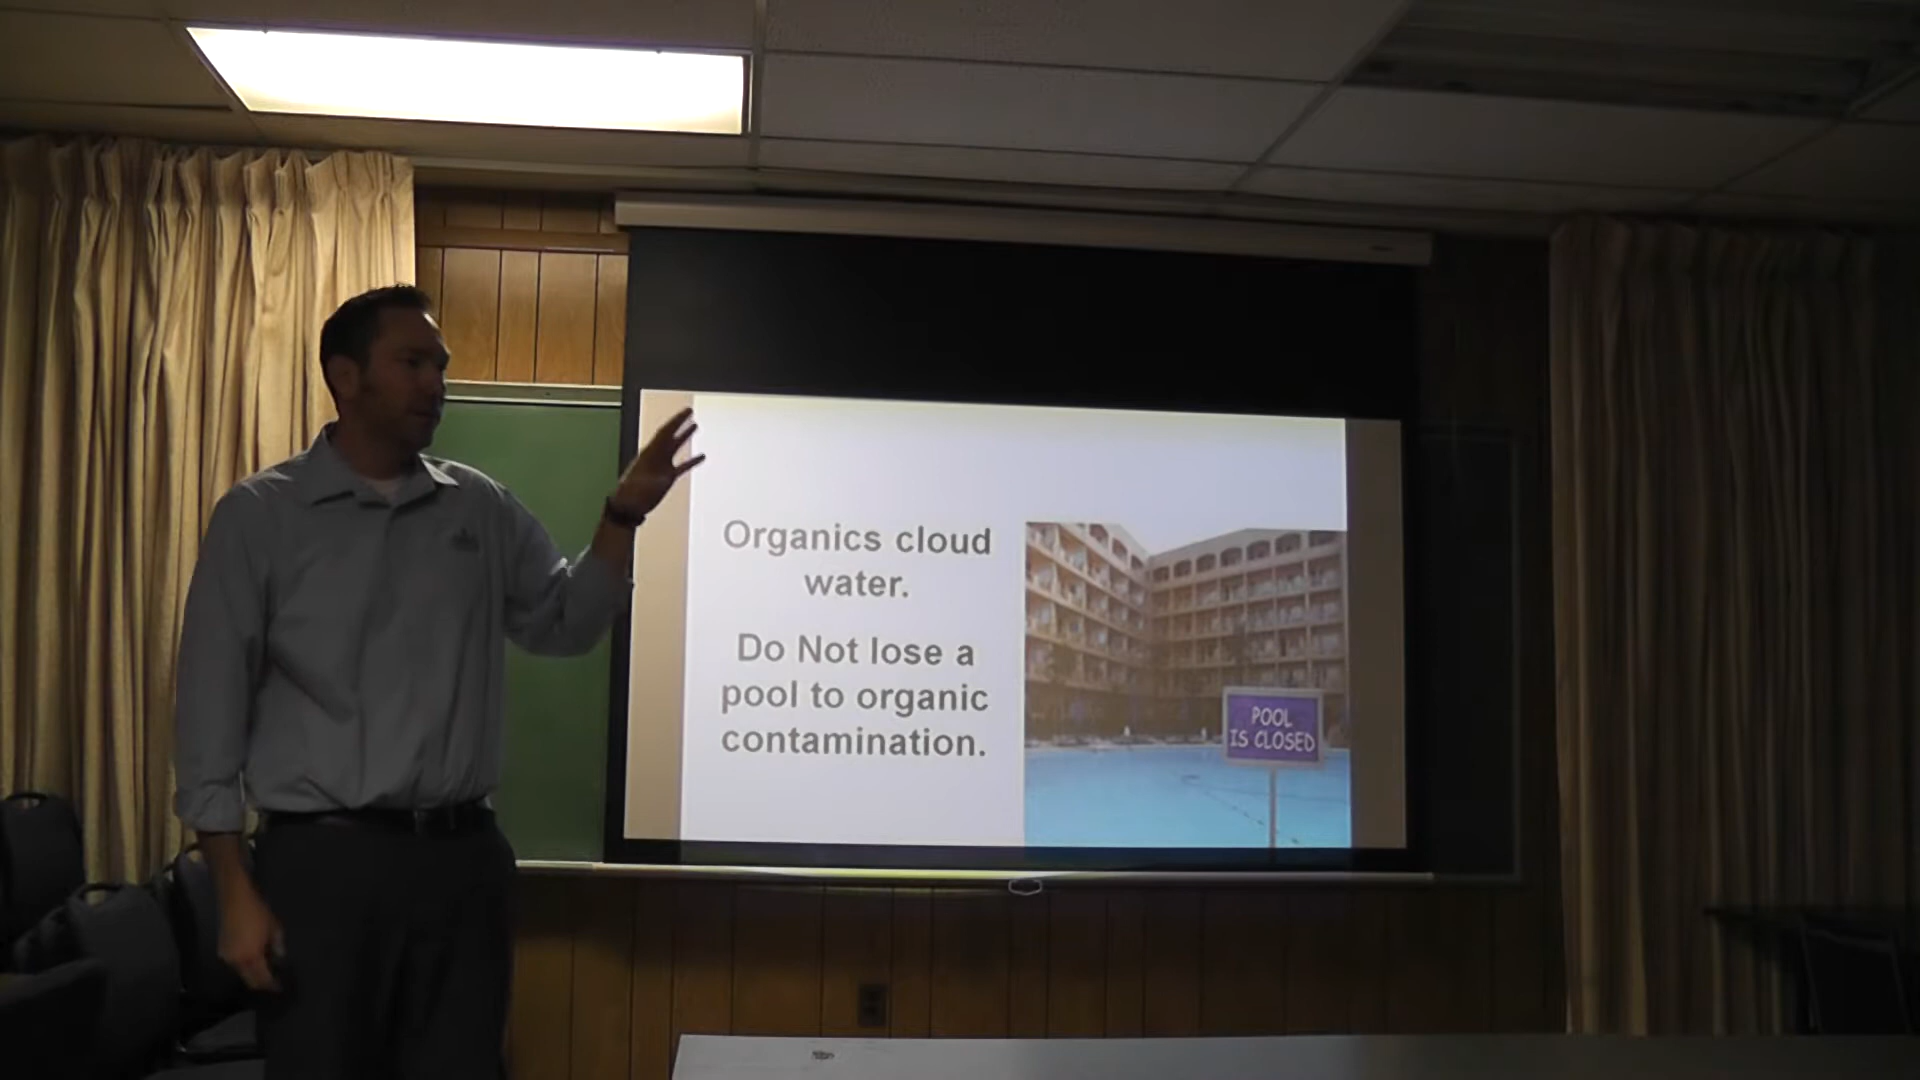 Organics cloud
water.
Do Not lose a
pool to organic
contamination.
POOL
IS CLOSED